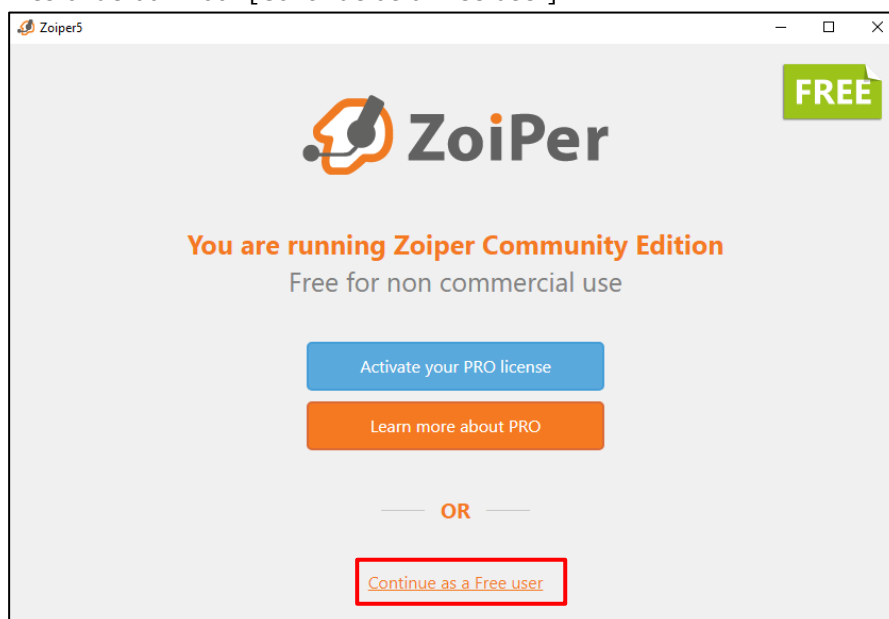 Zoiper5
FREE
ZoiPer
You are running Zoiper Community Edition
Free for non commercial use
Activate your PRO license
Learn more about PRO
OR
Continue as a Free user